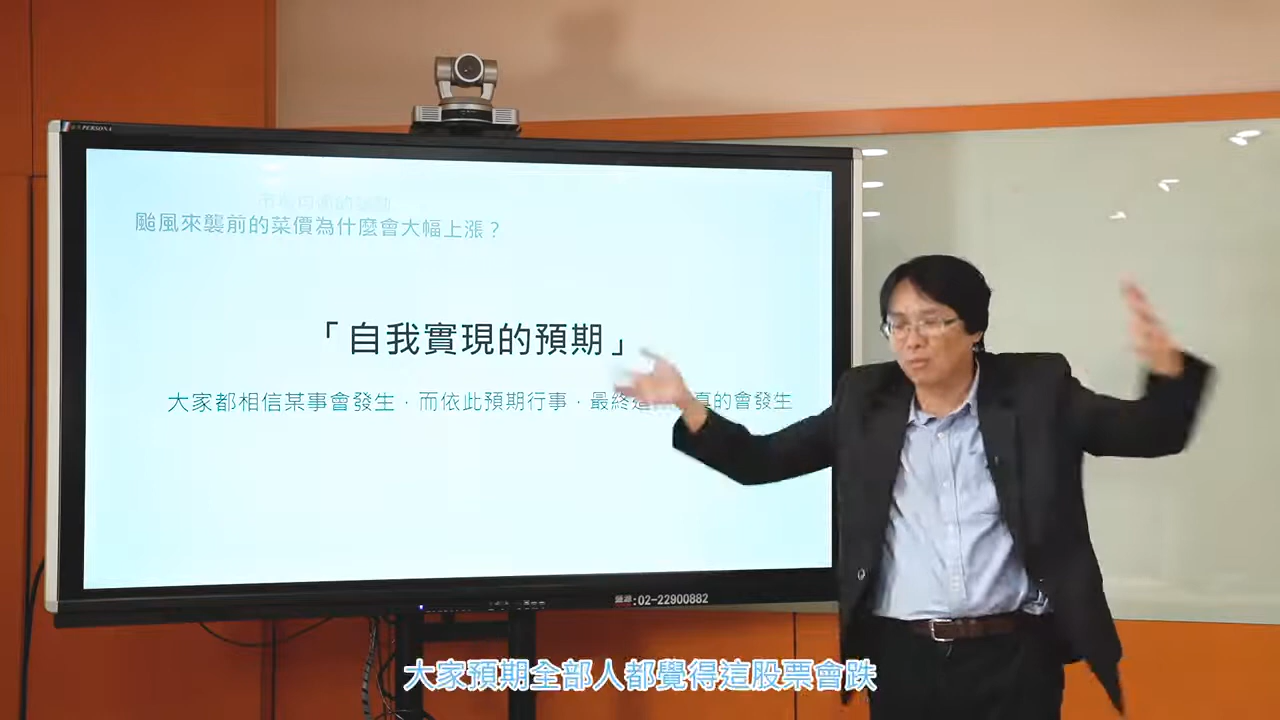 PERSONA
颱風來襲前的菜價為什麼會大幅上漲？
「自我實現的預期」
大家都相信某事會發生，而依此預期行事，最終這 真的會發生
:02-22900882
大家預期全部人都覺得這股票會跌